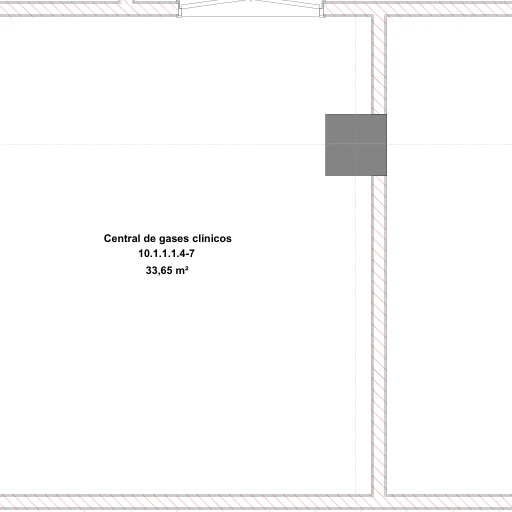 Central de gases clínicos
10.1.1.1.4-7
33,65 m²